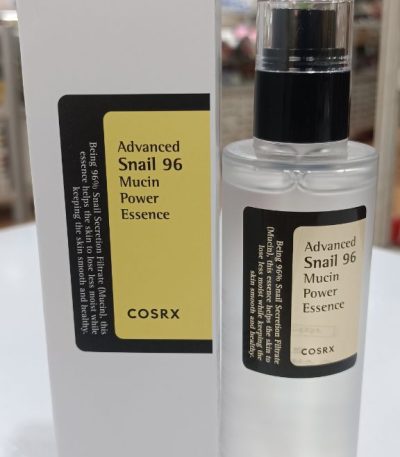 Advanced
Snail 96
Mucin
Power
Essence
COSRX
Being 96% Snail Secretion Filtrate (Mucin), this
essence helps the skin to lose less moist while
keeping the skin smooth and healthy.
Advanced
Snail 96
Mucin
Power
Essence
COSRX
Being 96% Snail Secretion Filtrate
(Mucin), this essence helps the skin to
lose less moist while keeping the
skin smooth and healthy.